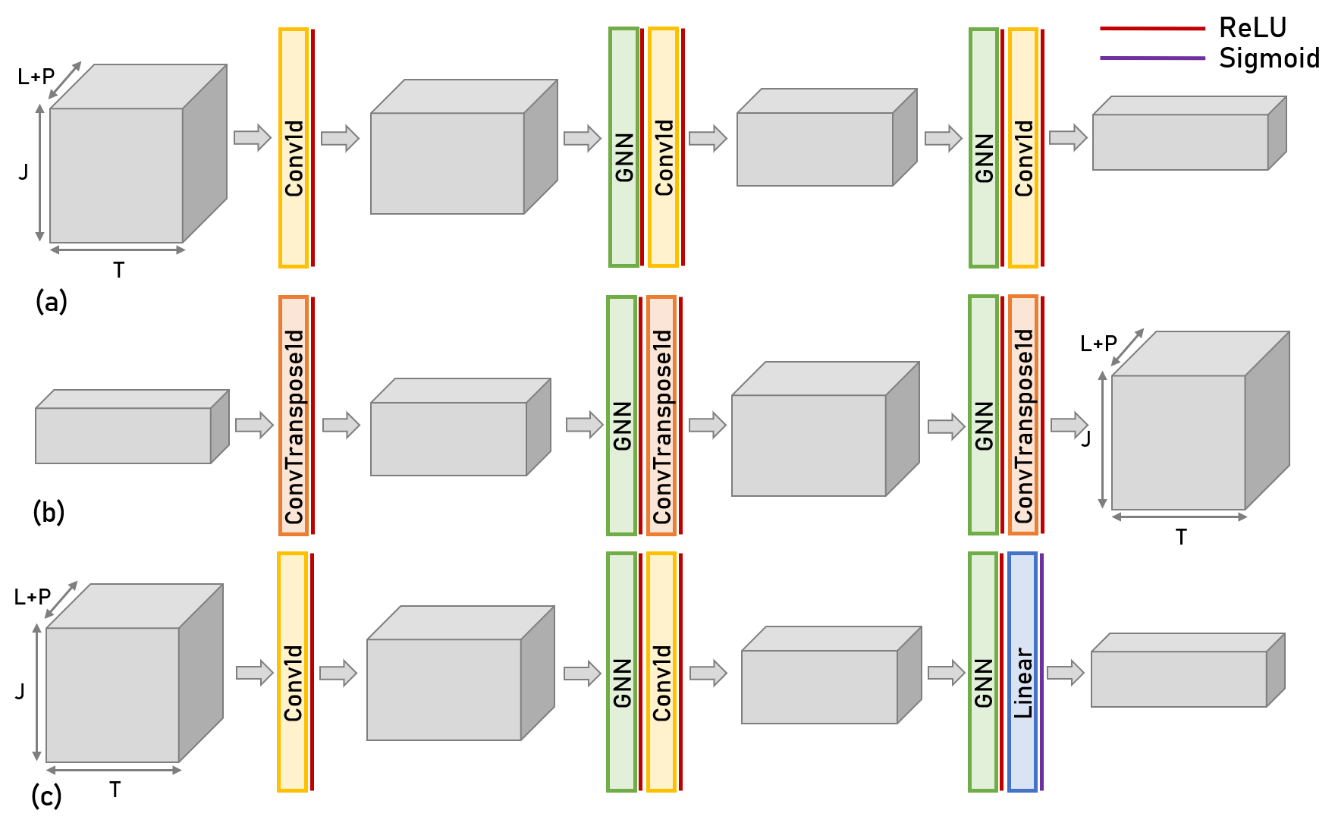 ReLU
Sigmoid
L+P
J
T
Conv1d
GNN
Conv1d
GNN
Conv1d
(a)
ConvTranspose1d
GNN
ConvTranspose1d
GNN
ConvTranspose1d
L+P
J
T
(b)
L+P
J
T
Conv1d
GNN
Conv1d
GNN
Linear
(c)